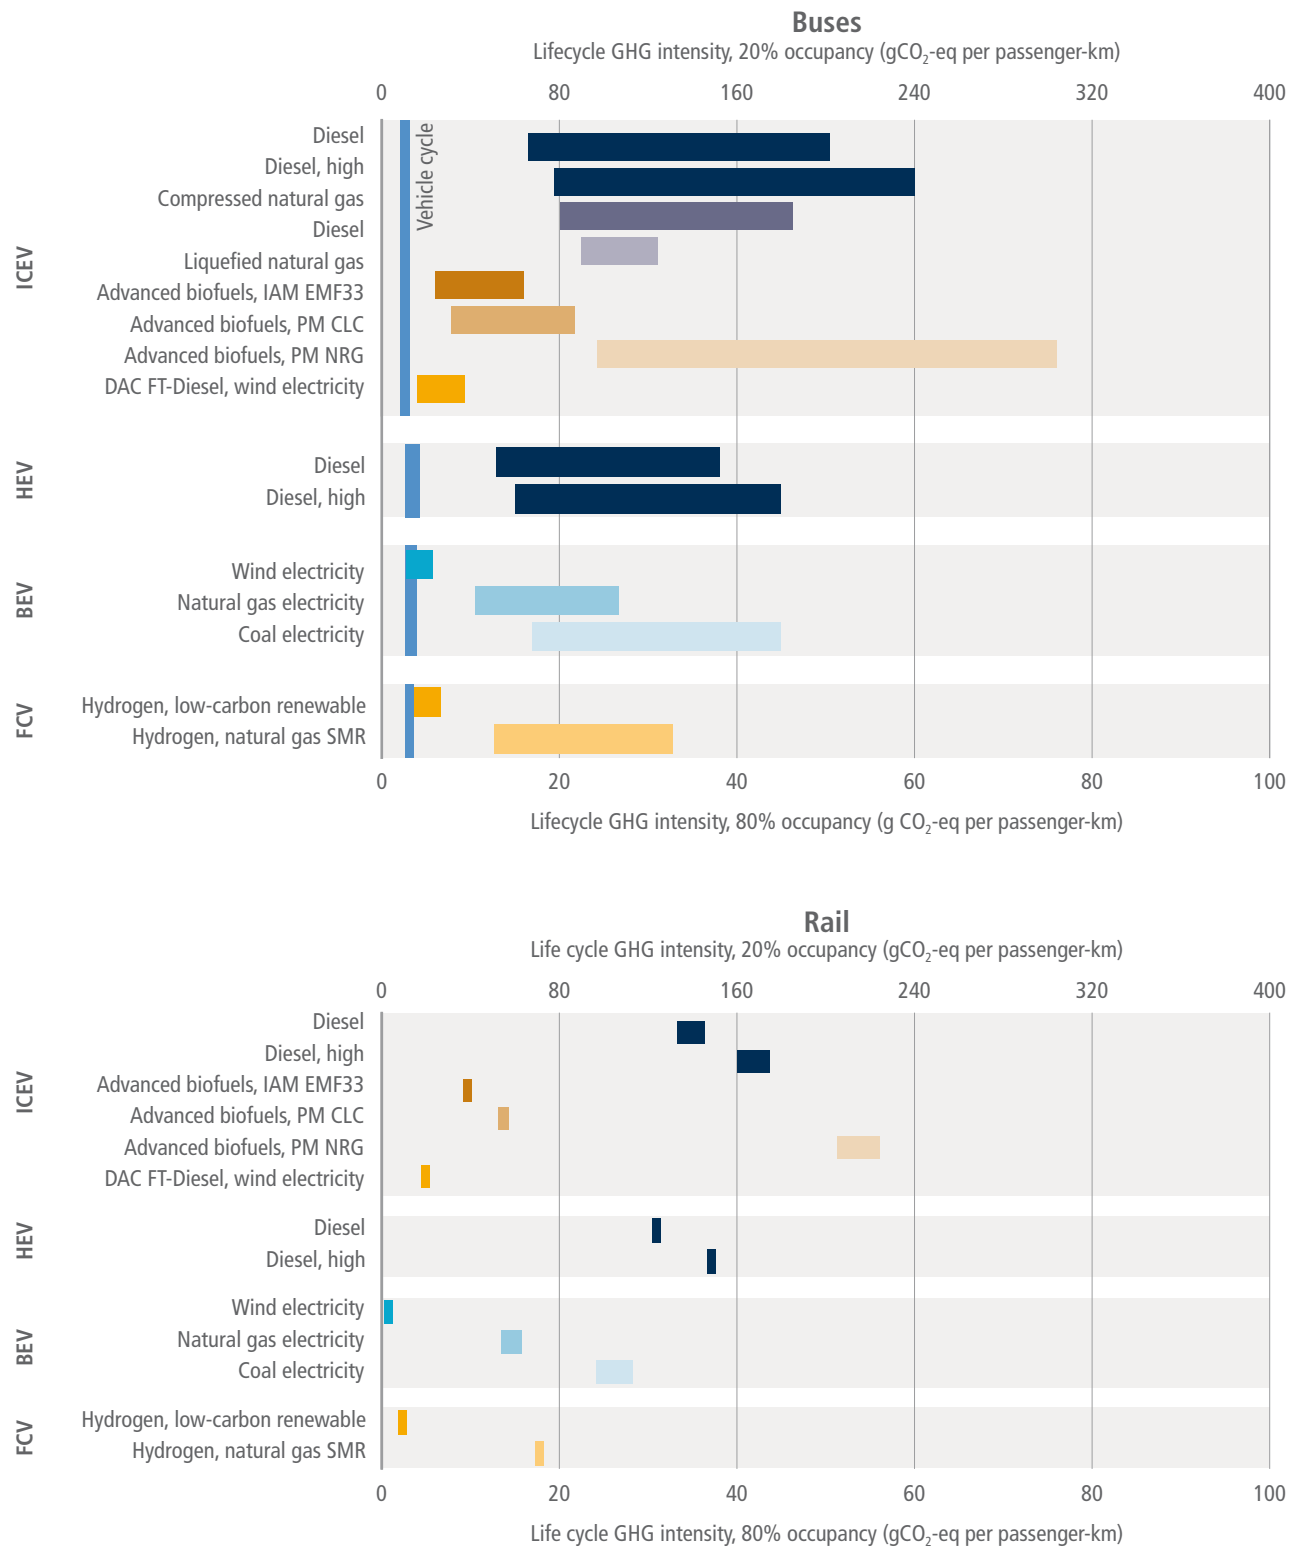 Buses
Lifecycle GHG intensity, 20% occupancy (gCO₂-eq per passenger-km)
0 80 160 240 320 400
Vehicle cycle
ICEV
Diesel
Diesel, high
Compressed natural gas
Diesel
Liquefied natural gas
Advanced biofuels, IAM EMF33
Advanced biofuels, PM CLC
Advanced biofuels, PM NRG
DAC FT-Diesel, wind electricity
HEV
Diesel
Diesel, high
BEV
Wind electricity
Natural gas electricity
Coal electricity
FCV
Hydrogen, low-carbon renewable
Hydrogen, natural gas SMR
0 20 40 60 80 100
Lifecycle GHG intensity, 80% occupancy (g CO₂-eq per passenger-km)
Rail
Life cycle GHG intensity, 20% occupancy (gCO₂-eq per passenger-km)
0 80 160 240 320 400
ICEV
Diesel
Diesel, high
Advanced biofuels, IAM EMF33
Advanced biofuels, PM CLC
Advanced biofuels, PM NRG
DAC FT-Diesel, wind electricity
HEV
Diesel
Diesel, high
BEV
Wind electricity
Natural gas electricity
Coal electricity
FCV
Hydrogen, low-carbon renewable
Hydrogen, natural gas SMR
0 20 40 60 80 100
Life cycle GHG intensity, 80% occupancy (gCO₂-eq per passenger-km)